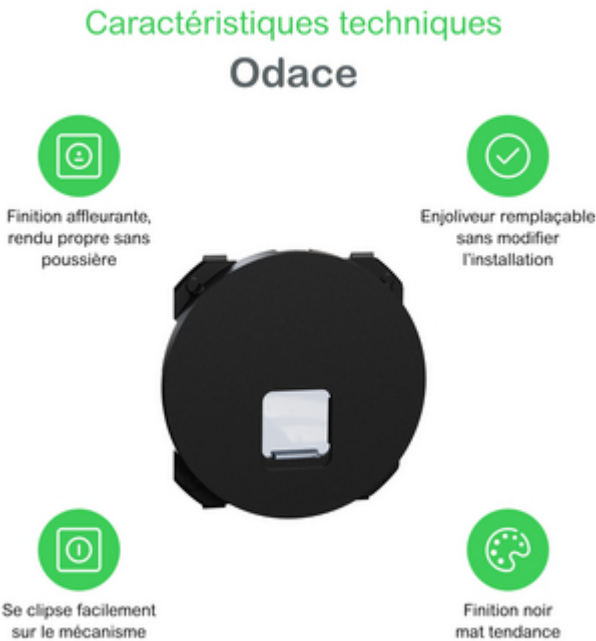 Caractéristiques techniques
Odace
Finition affleurante,
rendu propre sans
poussière
Enjoliveur remplaçable
sans modifier
l'installation
Se clipse facilement
sur le mécanisme
Finition noir
mat tendance